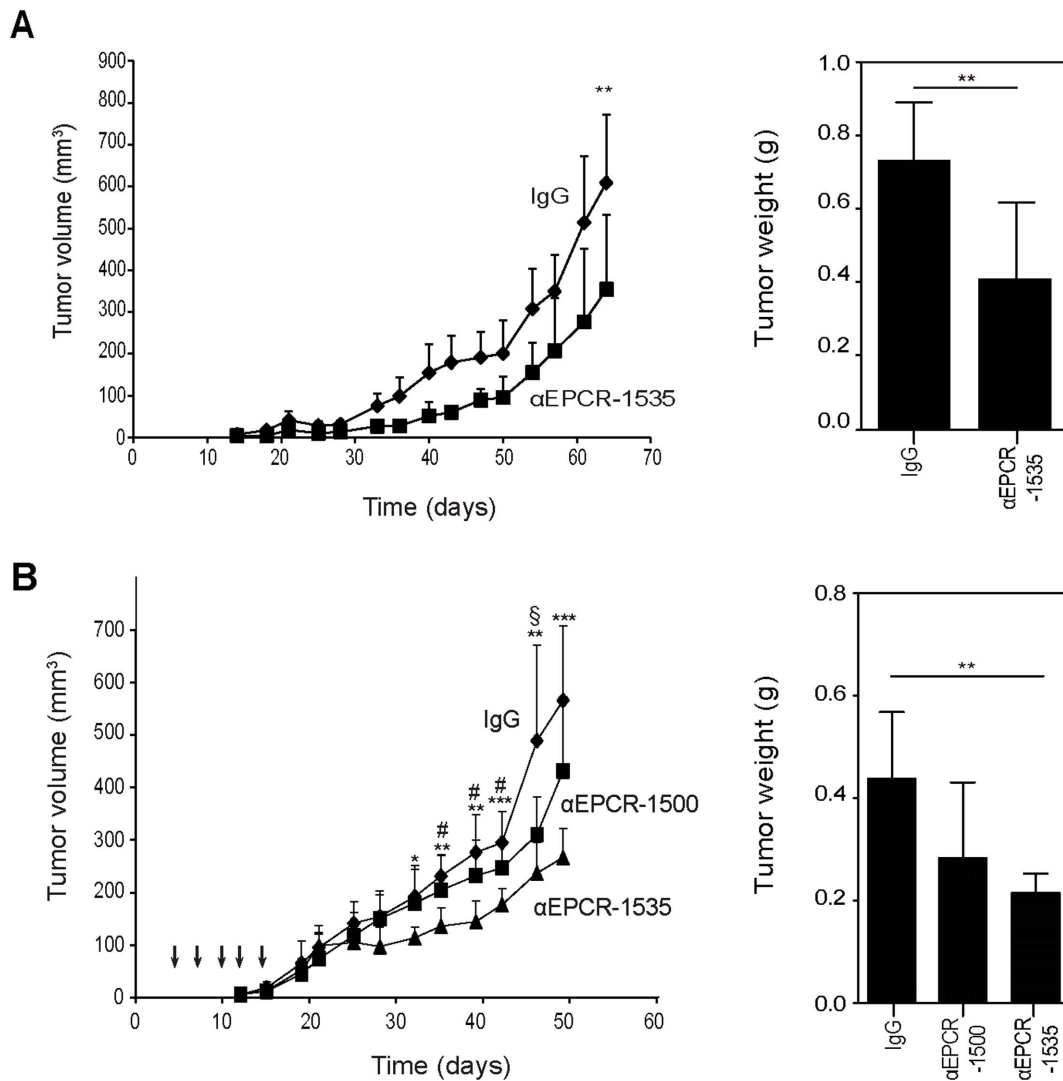 A
900
800
700
600
500
400
300
200
100
0
Tumor volume (mm³)
**
IgG
αEPCR-1535
0 10 20 30 40 50 60 70
Time (days)
1.0
0.8
0.6
0.4
0.2
0.0
Tumor weight (g)
**
IgG
αEPCR
-1535
B
700
600
500
400
300
200
100
0
Tumor volume (mm³)
§
** ***
IgG
# #
# ** ***
* **
αEPCR-1500
αEPCR-1535
0 10 20 30 40 50 60
Time (days)
0.8
0.6
0.4
0.2
0.0
Tumor weight (g)
**
IgG
αEPCR
-1500
αEPCR
-1535